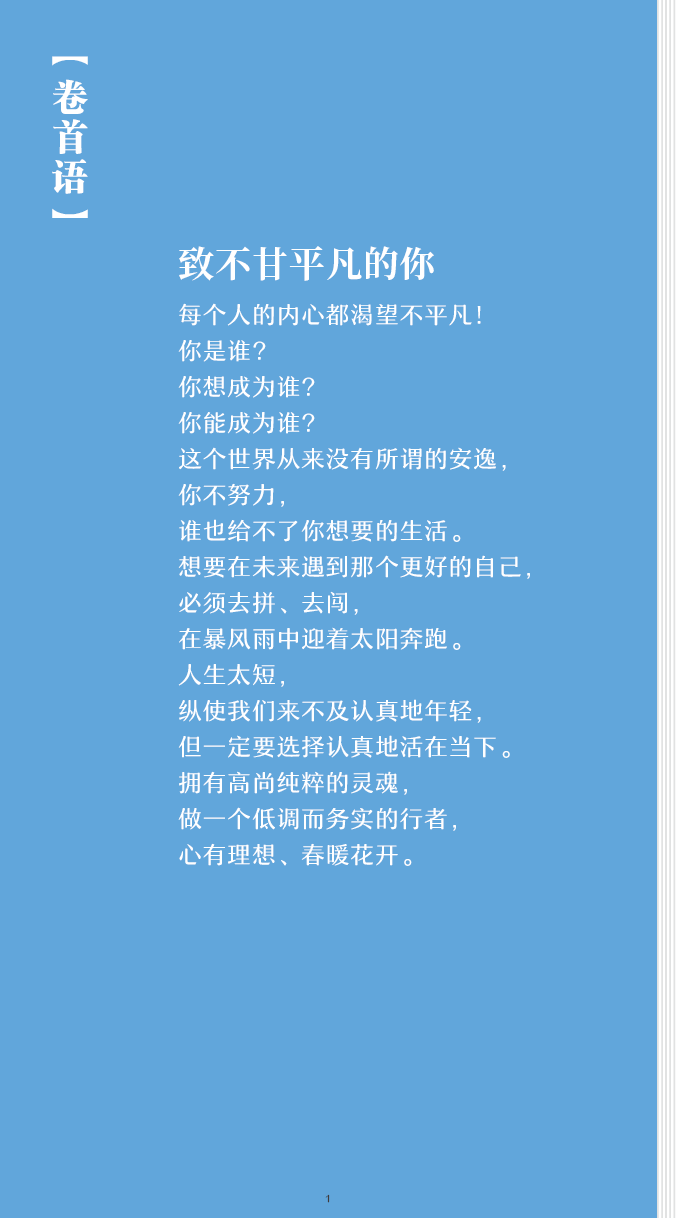 【卷首语】
致不甘平凡的你
每个人的内心都渴望不平凡！
你是谁？
你想成为谁？
你能成为谁？
这个世界从来没有所谓的安逸，
你不努力，
谁也给不了你想要的生活。
想要在未来遇到那个更好的自己，
必须去拼、去闯，
在暴风雨中迎着太阳奔跑。
人生太短，
纵使我们来不及认真地年轻，
但一定要选择认真地活在当下。
拥有高尚纯粹的灵魂，
做一个低调而务实的行者，
心有理想、春暖花开。
1